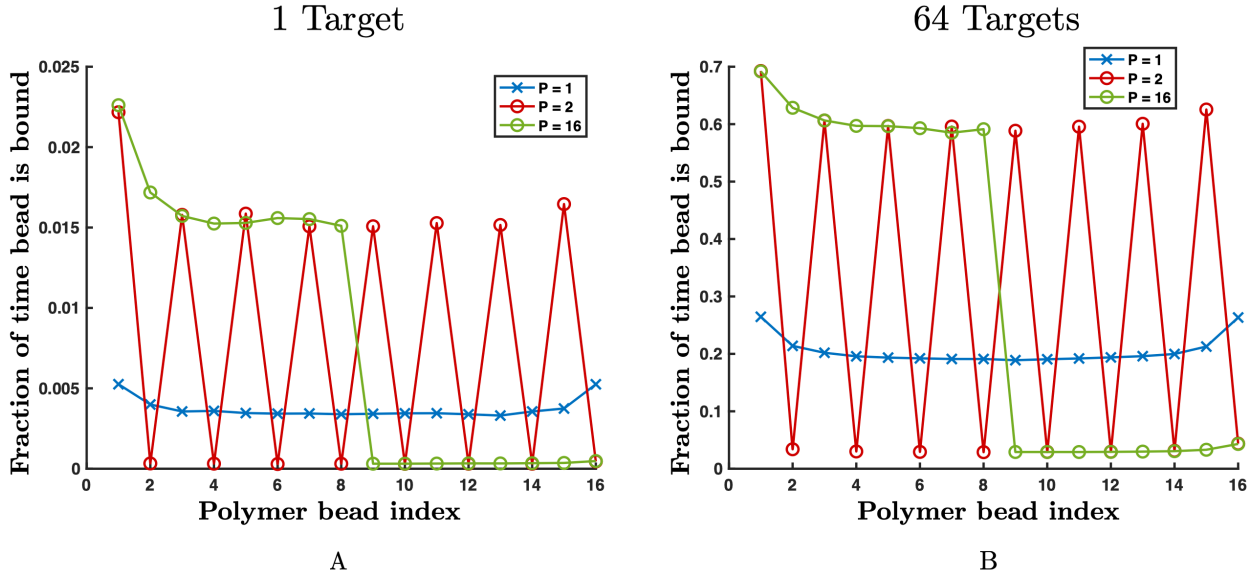 1 Target
64 Targets
Fraction of time bead is bound
0.025
0.02
0.015
0.01
0.005
0
P = 1
P = 2
P = 16
0 2 4 6 8 10 12 14 16
Polymer bead index
A
Fraction of time bead is bound
0.7
0.6
0.5
0.4
0.3
0.2
0.1
0
P = 1
P = 2
P = 16
0 2 4 6 8 10 12 14 16
Polymer bead index
B